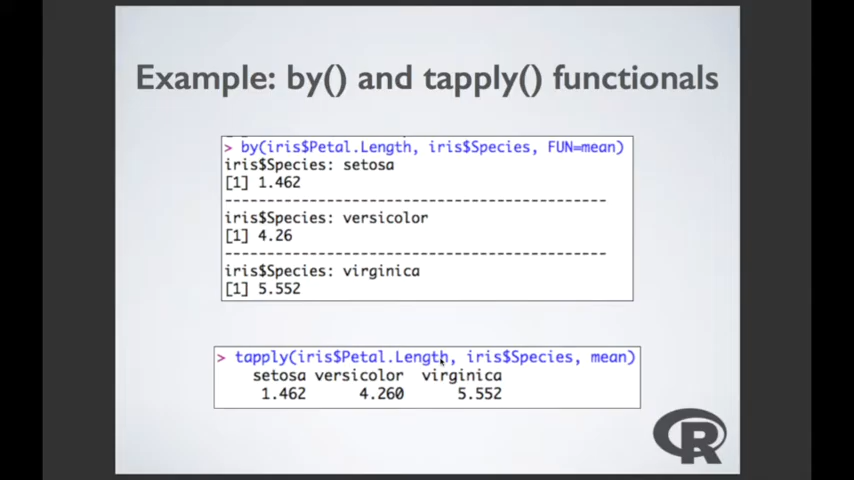 Example: by() and tapply() functionals
> by(iris$Petal.Length, iris$Species, FUN=mean)
iris$Species: setosa
[1] 1.462
------------------------------------------------
iris$Species: versicolor
[1] 4.26
------------------------------------------------
iris$Species: virginica
[1] 5.552
> tapply(iris$Petal.Length, iris$Species, mean)
setosa versicolor virginica
1.462 4.260 5.552
R